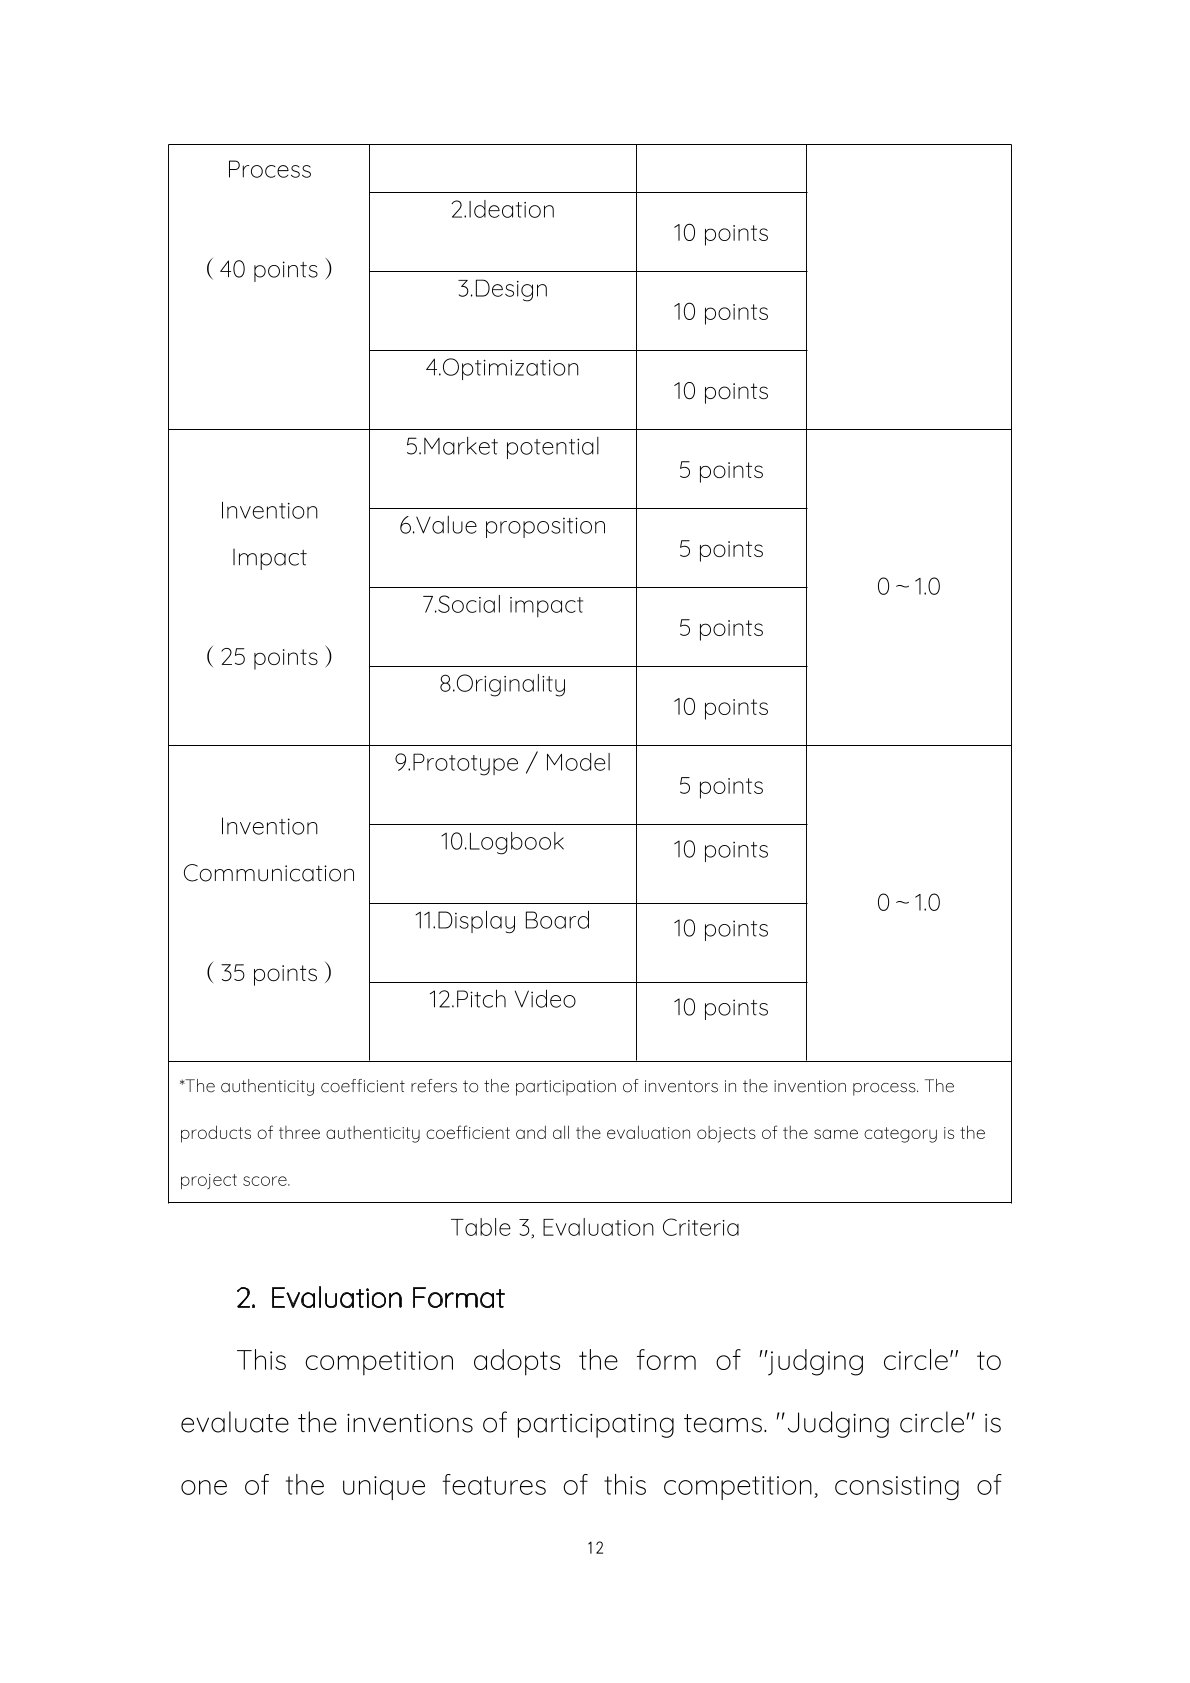 Process
( 40 points )
2.Ideation
10 points
3.Design
10 points
4.Optimization
10 points
Invention
Impact
( 25 points )
5.Market potential
5 points
6.Value proposition
5 points
7.Social impact
5 points
8.Originality
10 points
0 ~ 1.0
Invention
Communication
( 35 points )
9.Prototype / Model
5 points
10.Logbook
10 points
11.Display Board
10 points
12.Pitch Video
10 points
0 ~ 1.0
*The authenticity coefficient refers to the participation of inventors in the invention process. The
products of three authenticity coefficient and all the evaluation objects of the same category is the
project score.
Table 3, Evaluation Criteria
2. Evaluation Format
This competition adopts the form of "judging circle" to
evaluate the inventions of participating teams. "Judging circle" is
one of the unique features of this competition, consisting of
12